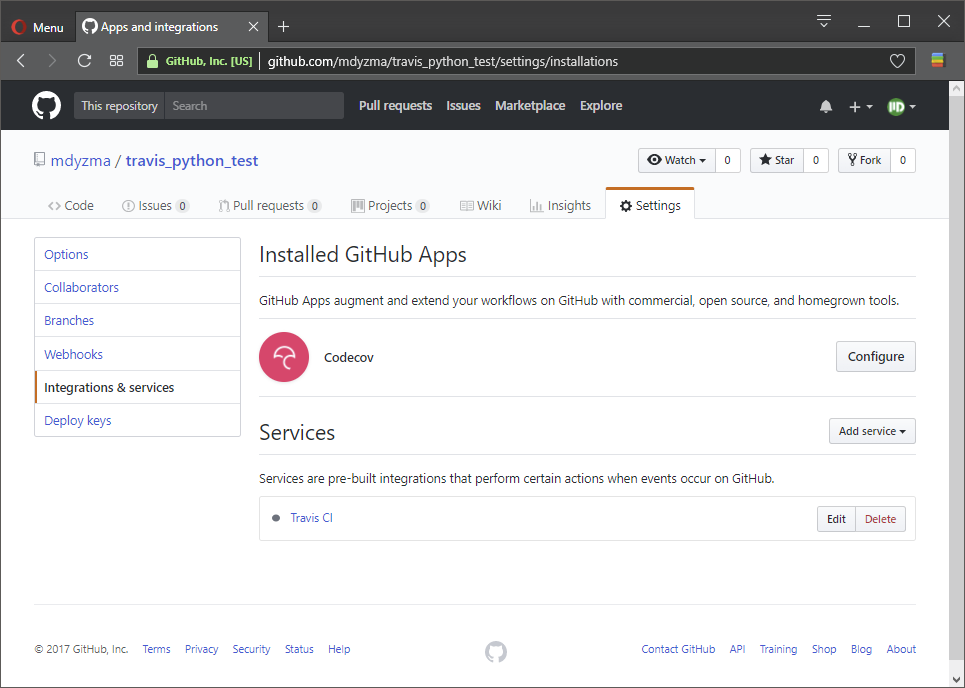 Menu
Apps and integrations
GitHub, Inc. [US]
github.com/mdyzma/travis_python_test/settings/installations
This repository
Search
Pull requests
Issues
Marketplace
Explore
mdyzma / travis_python_test
Watch
0
Star
0
Fork
0
Code
Issues 0
Pull requests 0
Projects 0
Wiki
Insights
Settings
Options
Collaborators
Branches
Webhooks
Integrations & services
Deploy keys
Installed GitHub Apps
GitHub Apps augment and extend your workflows on GitHub with commercial, open source, and homegrown tools.
Codecov
Configure
Services
Add service
Services are pre-built integrations that perform certain actions when events occur on GitHub.
Travis CI
Edit
Delete
© 2017 GitHub, Inc.
Terms
Privacy
Security
Status
Help
Contact GitHub
API
Training
Shop
Blog
About